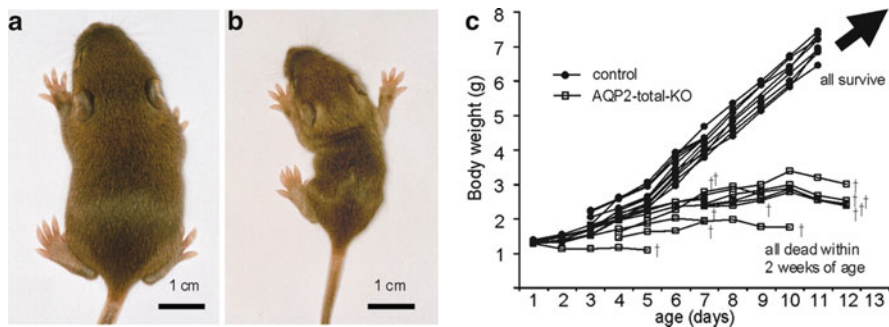 a
b
c
1 cm
1 cm
Body weight (g)
8
7
6
5
4
3
2
1
control
AQP2-total-KO
all survive
††
†
†
†
†
†
†
†
†
†
all dead within
2 weeks of age
1 2 3 4 5 6 7 8 9 10 11 12 13
age (days)